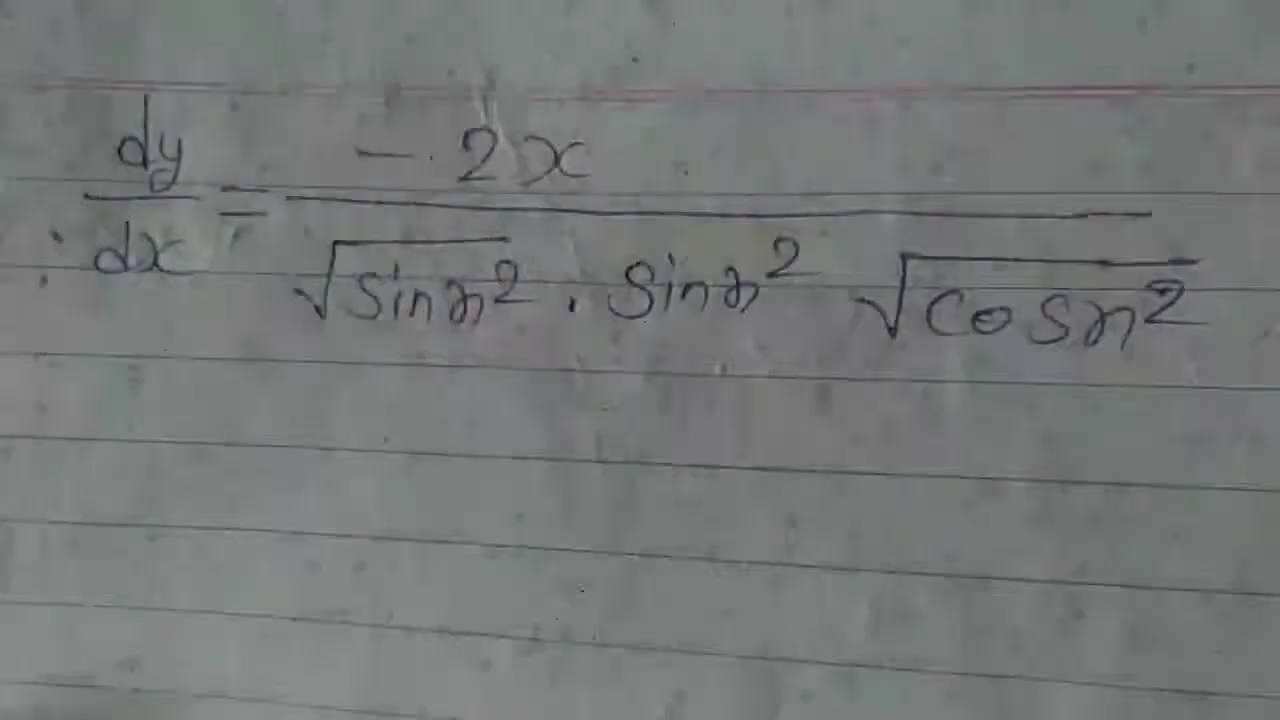 ∴ dy/dx = - 2x / √sinx² . sinx² √cosx²